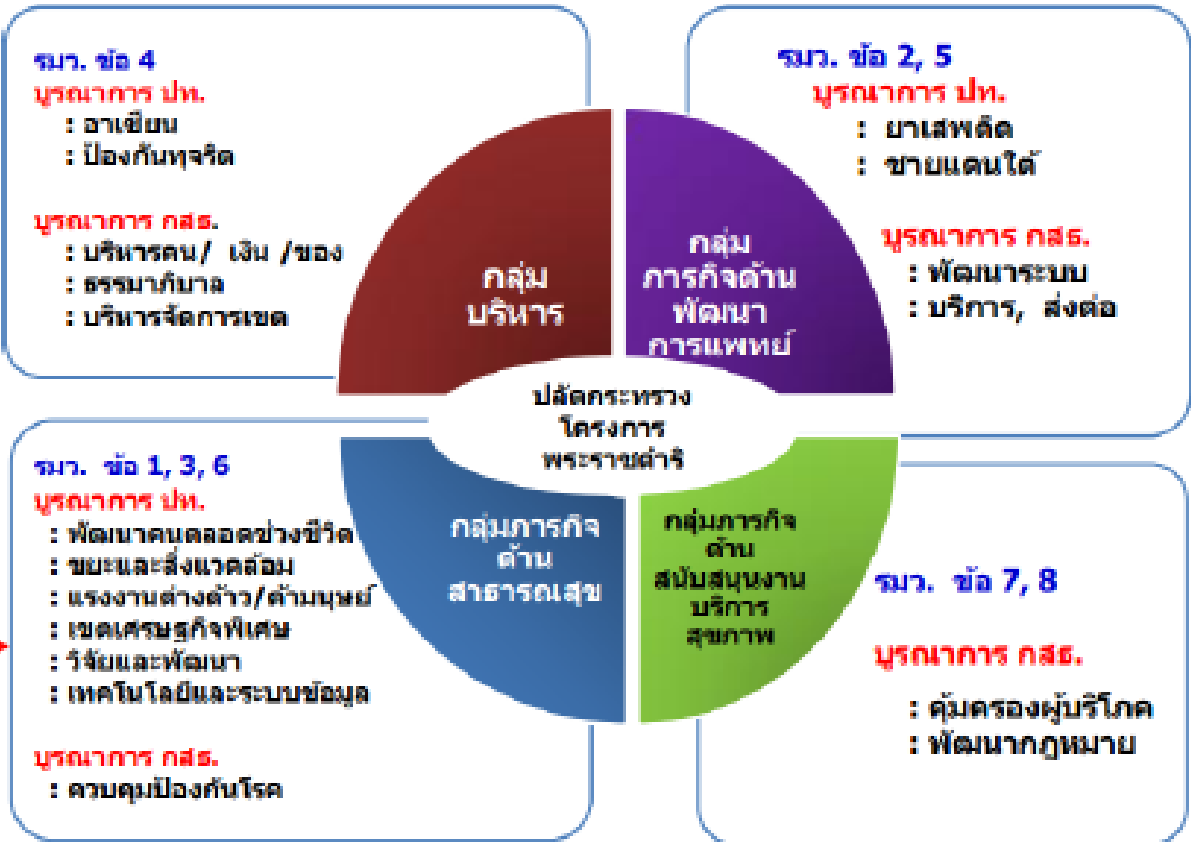 รมว. ข้อ 4
บูรณาการ ปท.
: อาเซียน
: ป้องกันทุจริต
บูรณาการ กสธ.
: บริหารคน/ เงิน /ของ
: ธรรมาภิบาล
: บริหารจัดการเขต
รมว. ข้อ 2, 5
บูรณาการ ปท.
: ยาเสพติด
: ชายแดนใต้
บูรณาการ กสธ.
: พัฒนาระบบ
: บริการ, ส่งต่อ
กลุ่ม
บริหาร
กลุ่ม
ภารกิจด้าน
พัฒนา
การแพทย์
ปลัดกระทรวง
โครงการ
พระราชดำริ
รมว. ข้อ 1, 3, 6
บูรณาการ ปท.
: พัฒนาคนตลอดช่วงชีวิต
: ขยะและสิ่งแวดล้อม
: แรงงานต่างด้าว/ค้ามนุษย์
: เขตเศรษฐกิจพิเศษ
: วิจัยและพัฒนา
: เทคโนโลยีและระบบข้อมูล
บูรณาการ กสธ.
: ควบคุมป้องกันโรค
กลุ่มภารกิจ
ด้าน
สาธารณสุข
กลุ่มภารกิจ
ด้าน
สนับสนุนงาน
บริการ
สุขภาพ
รมว. ข้อ 7, 8
บูรณาการ กสธ.
: คุ้มครองผู้บริโภค
: พัฒนากฎหมาย